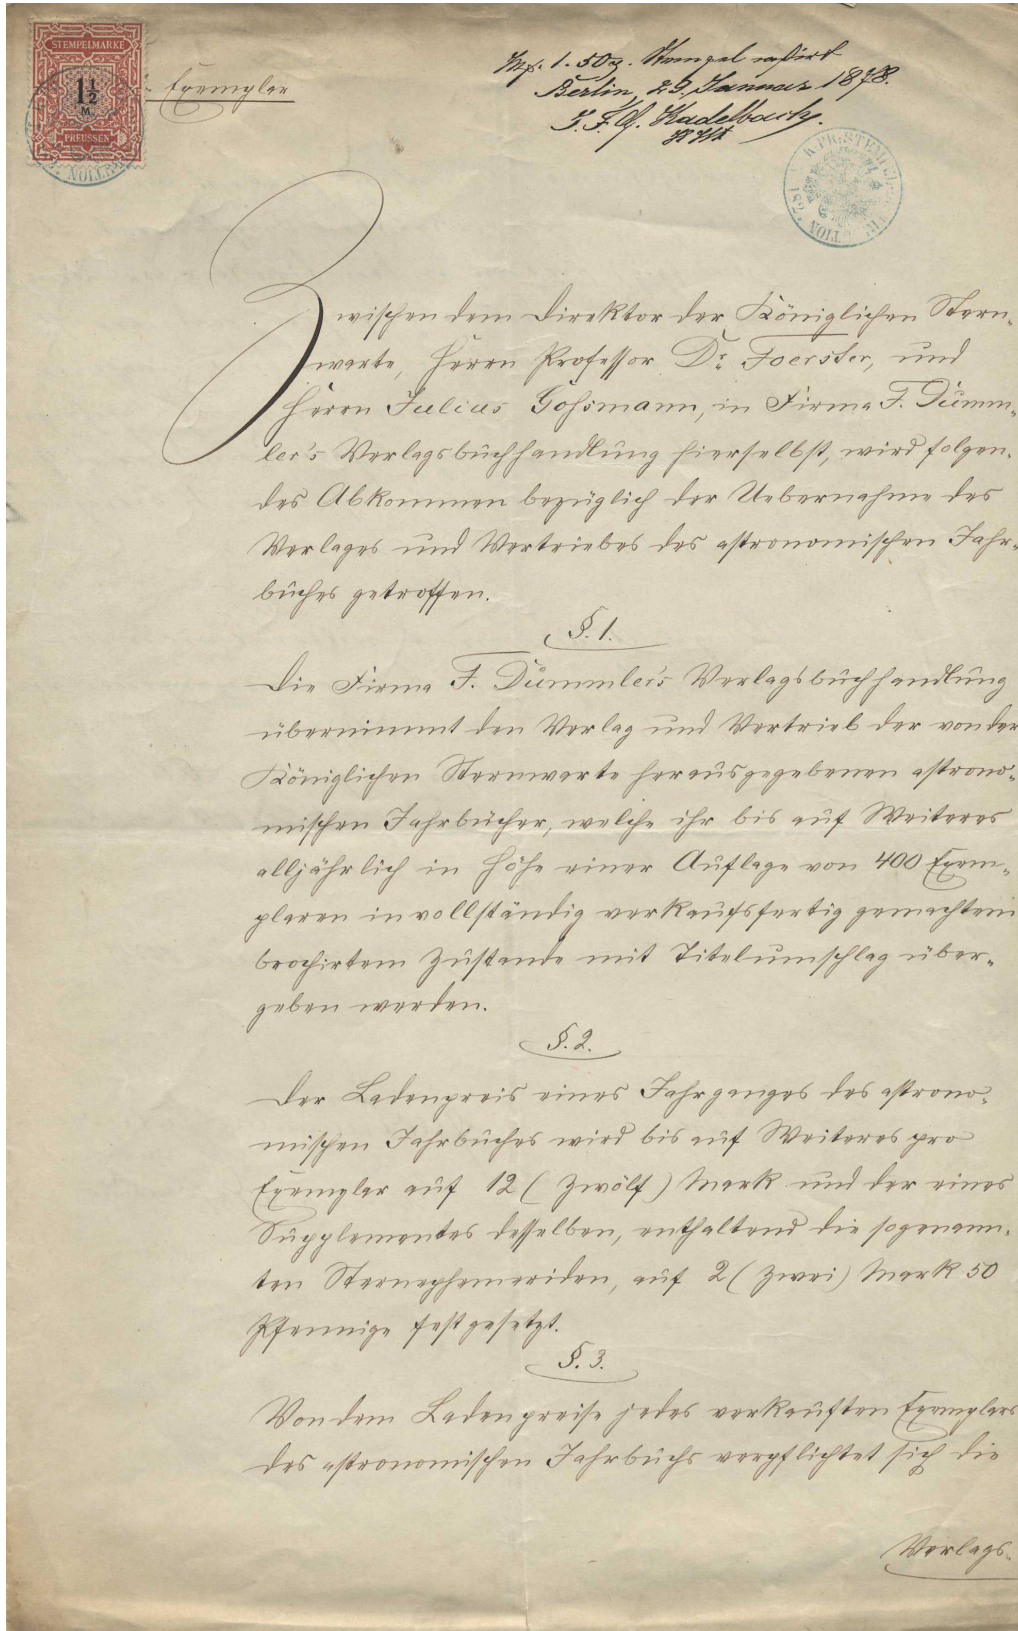 STEMPELMARKE
1½
M.
PREUSSEN
Exemplar
Mk. 1. 50 Stempel cassirt
Berlin, 29. Januar 1878.
Kadelbach.
Zwischen dem Direktor der Königlichen Stern-
warte, Herrn Professor Dr. Foerster, und
Herrn Julius Goßmann, in Firma F. Dümm-
ler's Verlagsbuchhandlung hierselbst, wird folgen-
des Abkommen bezüglich der Uebernahme des
Verlages und Vertriebes des astronomischen Jahr-
buches getroffen.
§. 1.
Die Firma F. Dümmler's Verlagsbuchhandlung
übernimmt den Verlag und Vertrieb der von der
Königlichen Sternwarte herausgegebenen astrono-
mischen Jahrbücher, welche ihr bis auf Weiteres
alljährlich in Höhe einer Auflage von 400 Exem-
plaren in vollständig verkaufsfertig gemachtem
brochirtem Zustande mit Titelumschlag über-
geben werden.
§. 2.
Der Ladenpreis eines Jahrganges des astrono-
mischen Jahrbuches wird bis auf Weiteres pro
Exemplar auf 12 (Zwölf) Mark und der eines
Supplementes desselben, enthaltend die sogenann-
ten Sternephemeriden, auf 2 (Zwei) Mark 50
Pfennige festgesetzt.
§. 3.
Von dem Ladenpreise jedes verkauften Exemplars
des astronomischen Jahrbuchs verpflichtet sich die
Verlags-